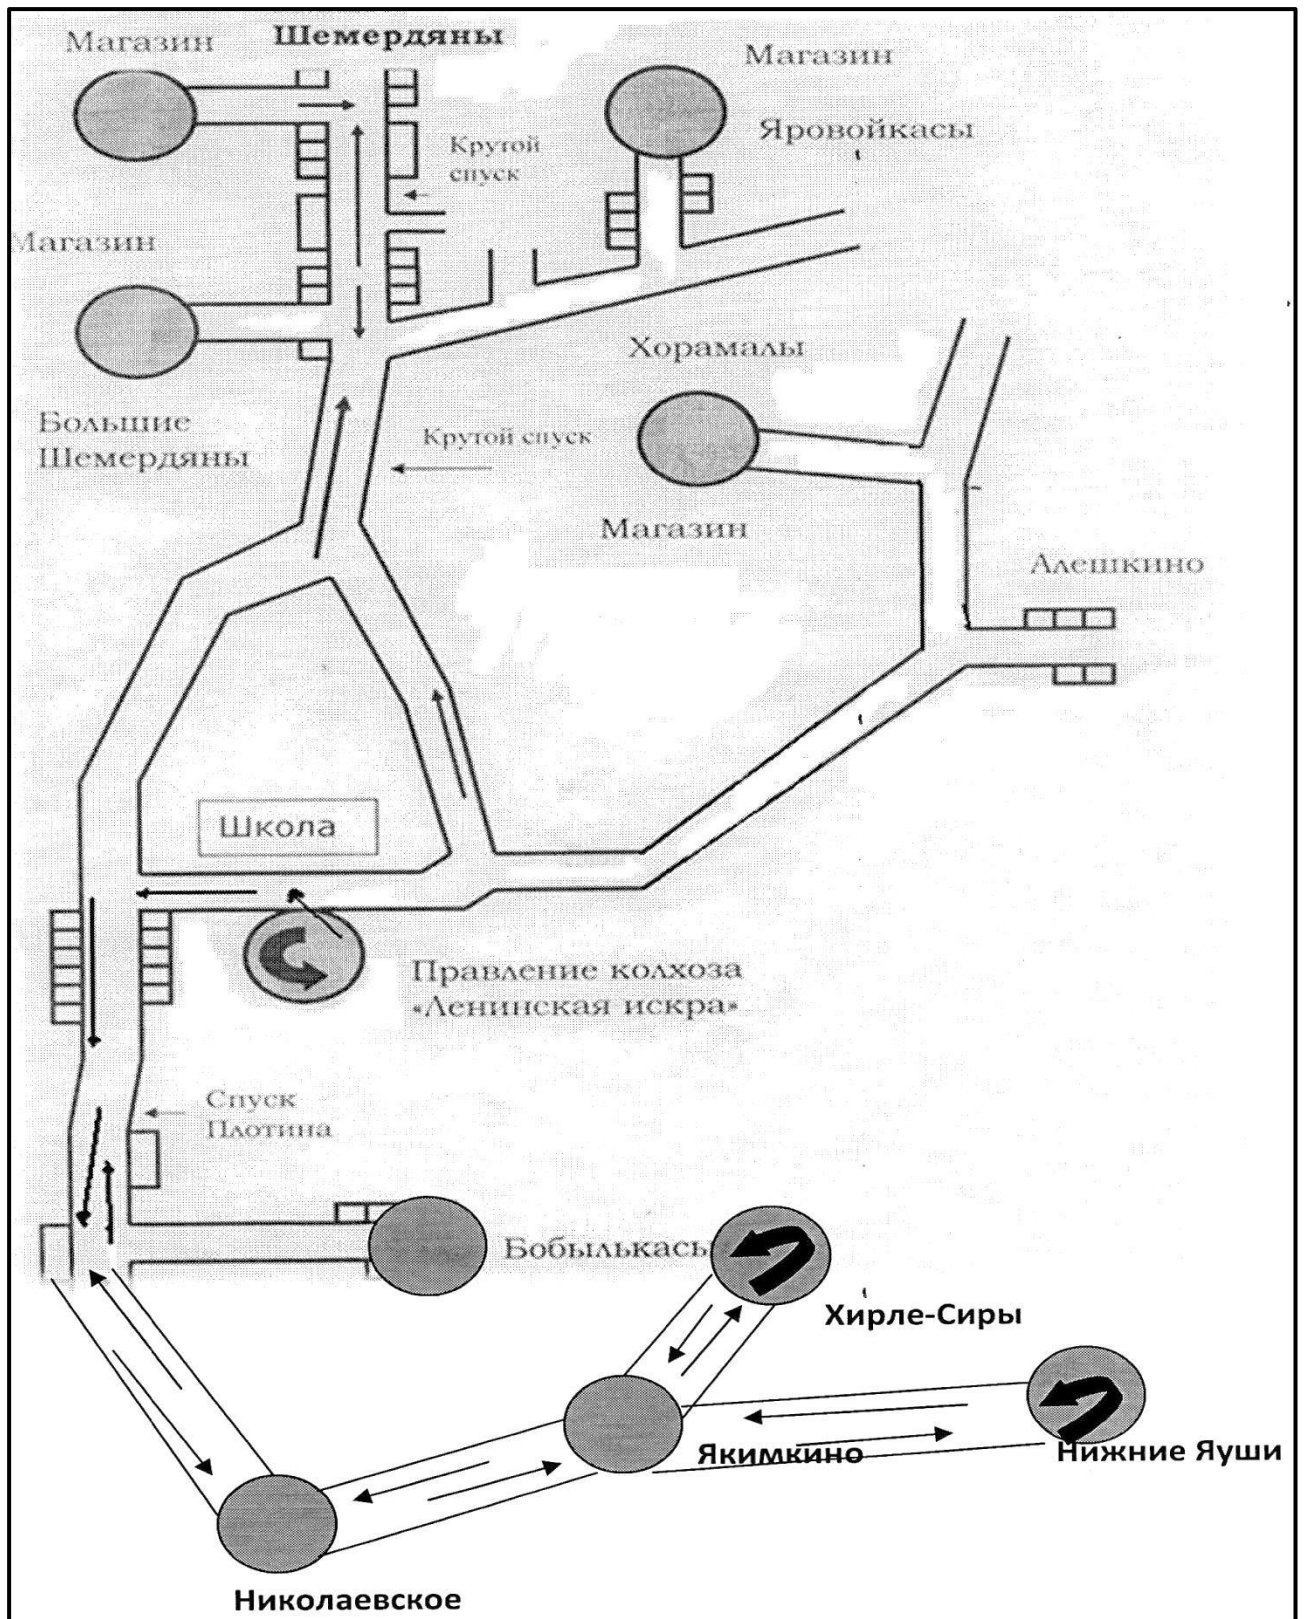 Магазин
Шемердяны
Магазин
Яровойкасы
Крутой
спуск
Магазин
Хорамалы
Большие
Шемердяны
Крутой спуск
Магазин
Алешкино
Школа
Правление колхоза
«Ленинская искра»
Спуск
Плотина
Бобылькасы
Хирле-Сиры
Якимкино
Нижние Яуши
Николаевское